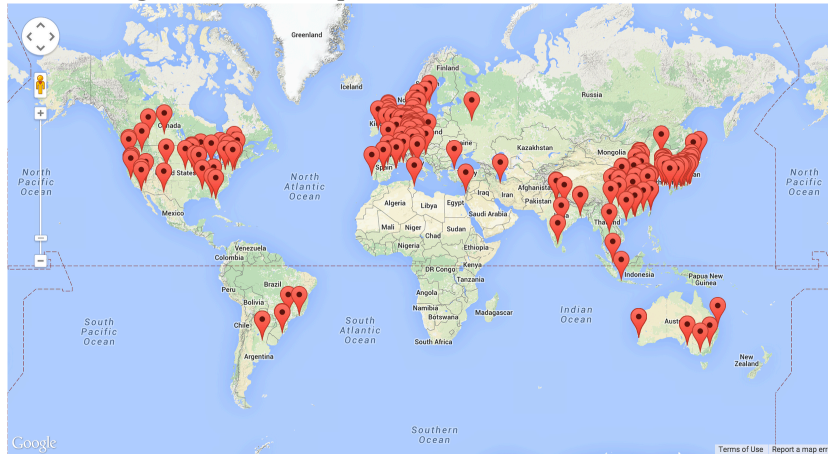 Greenland
Iceland
Finland
Russia
Canada
Kazakhstan
Mongolia
North
Pacific
Ocean
North
Atlantic
Ocean
Spain
Iraq
Iran
Afghanistan
Pakistan
North
Pacific
Ocean
Mexico
Algeria
Libya
Egypt
Saudi Arabia
Mali
Niger
Chad
Sudan
Thailand
Nigeria
Ethiopia
Venezuela
Colombia
DR Congo
Kenya
Tanzania
Indonesia
Papua New
Guinea
Peru
Brazil
Bolivia
Angola
Namibia
Botswana
Madagascar
Indian
Ocean
South
Pacific
Ocean
Chile
South
Atlantic
Ocean
South Africa
Argentina
New
Zealand
Southern
Ocean
Google
Terms of Use
Report a map err